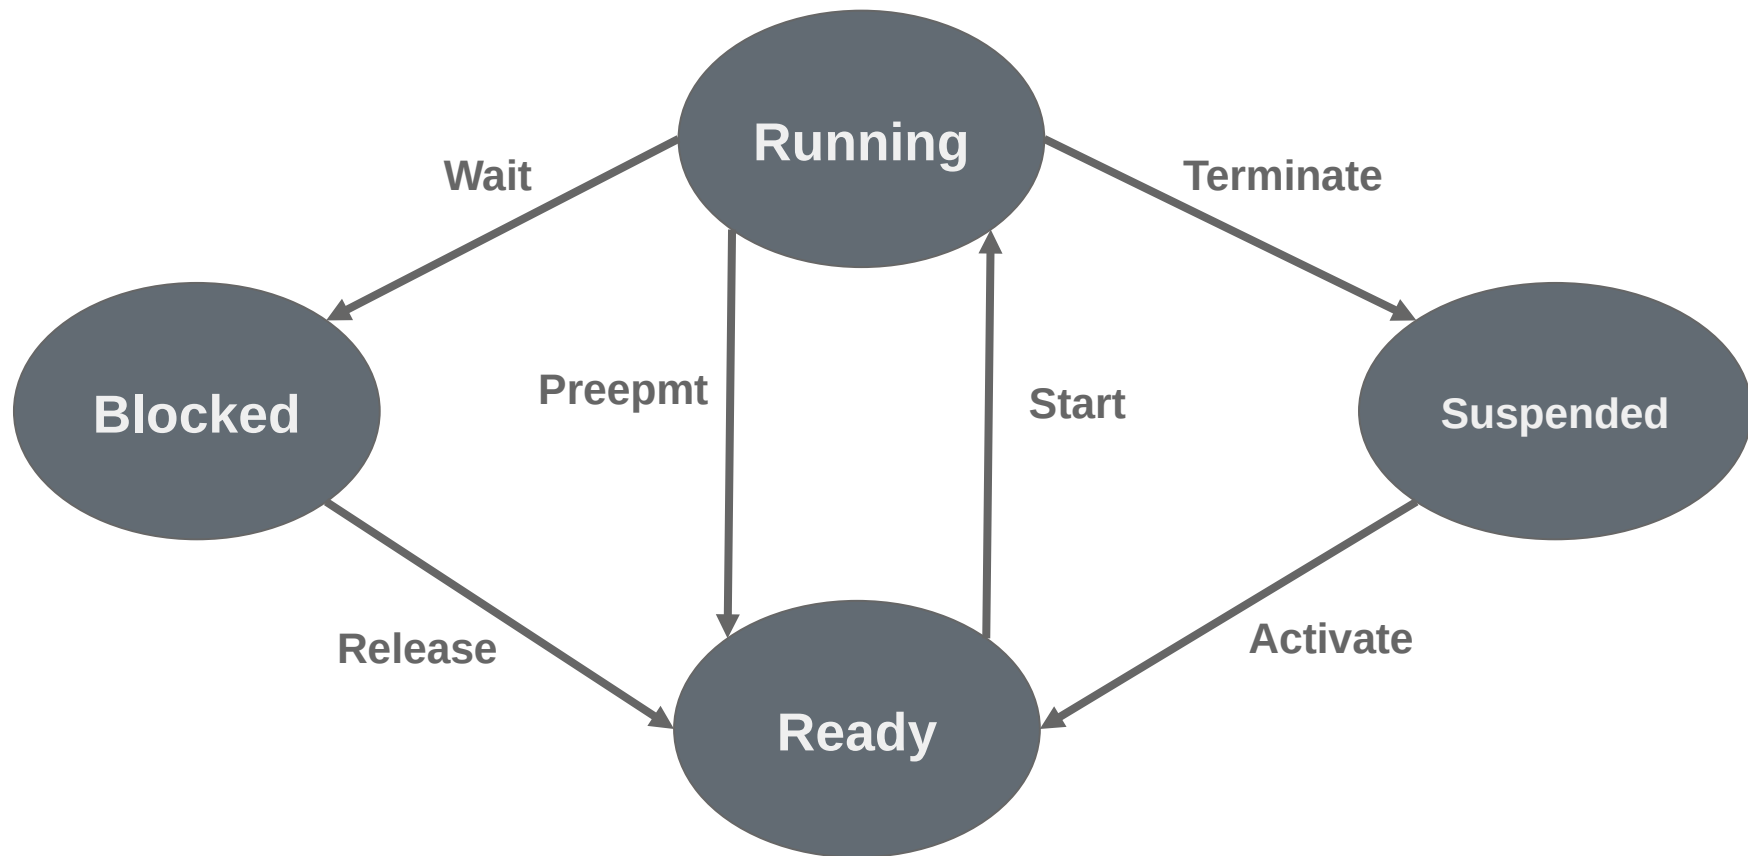 Running
Wait
Terminate
Preepmt
Start
Blocked
Suspended
Release
Activate
Ready